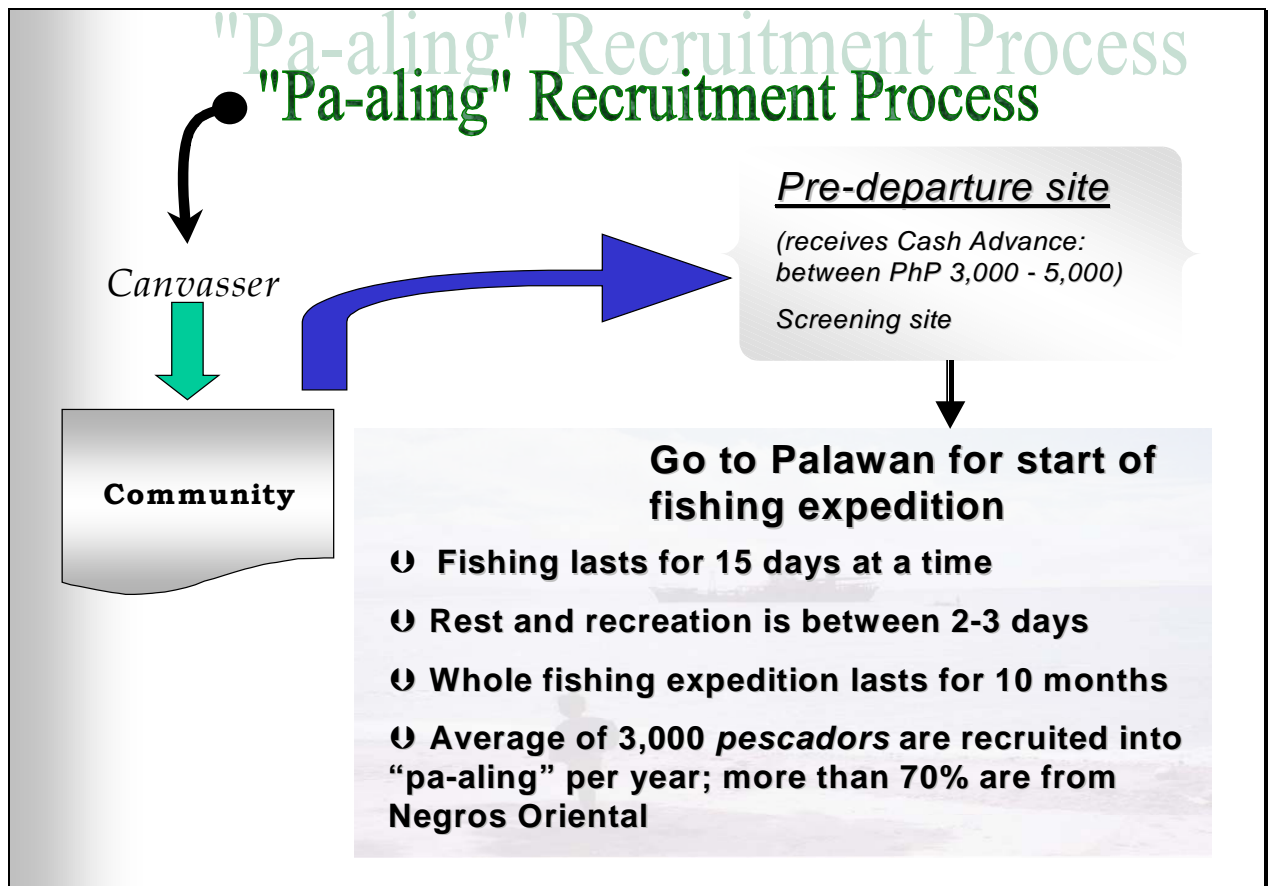 "Pa-aling" Recruitment Process
"Pa-aling" Recruitment Process
Canvasser
Community
Pre-departure site
(receives Cash Advance:
between PhP 3,000 - 5,000)
Screening site
Go to Palawan for start of
fishing expedition
Fishing lasts for 15 days at a time
Rest and recreation is between 2-3 days
Whole fishing expedition lasts for 10 months
Average of 3,000 pescadors are recruited into
“pa-aling” per year; more than 70% are from
Negros Oriental